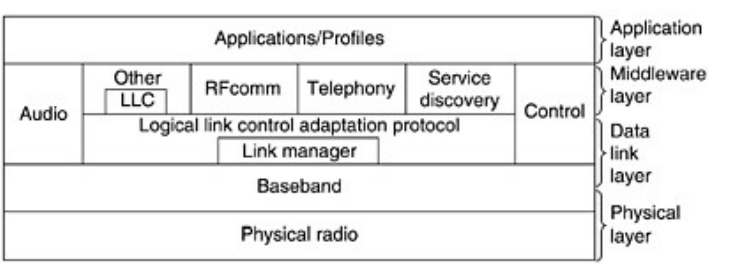 Applications/Profiles
Application
layer
Audio
Other
LLC
RFcomm
Telephony
Service
discovery
Control
Middleware
layer
Logical link control adaptation protocol
Link manager
Data
link
layer
Baseband
Physical radio
Physical
layer